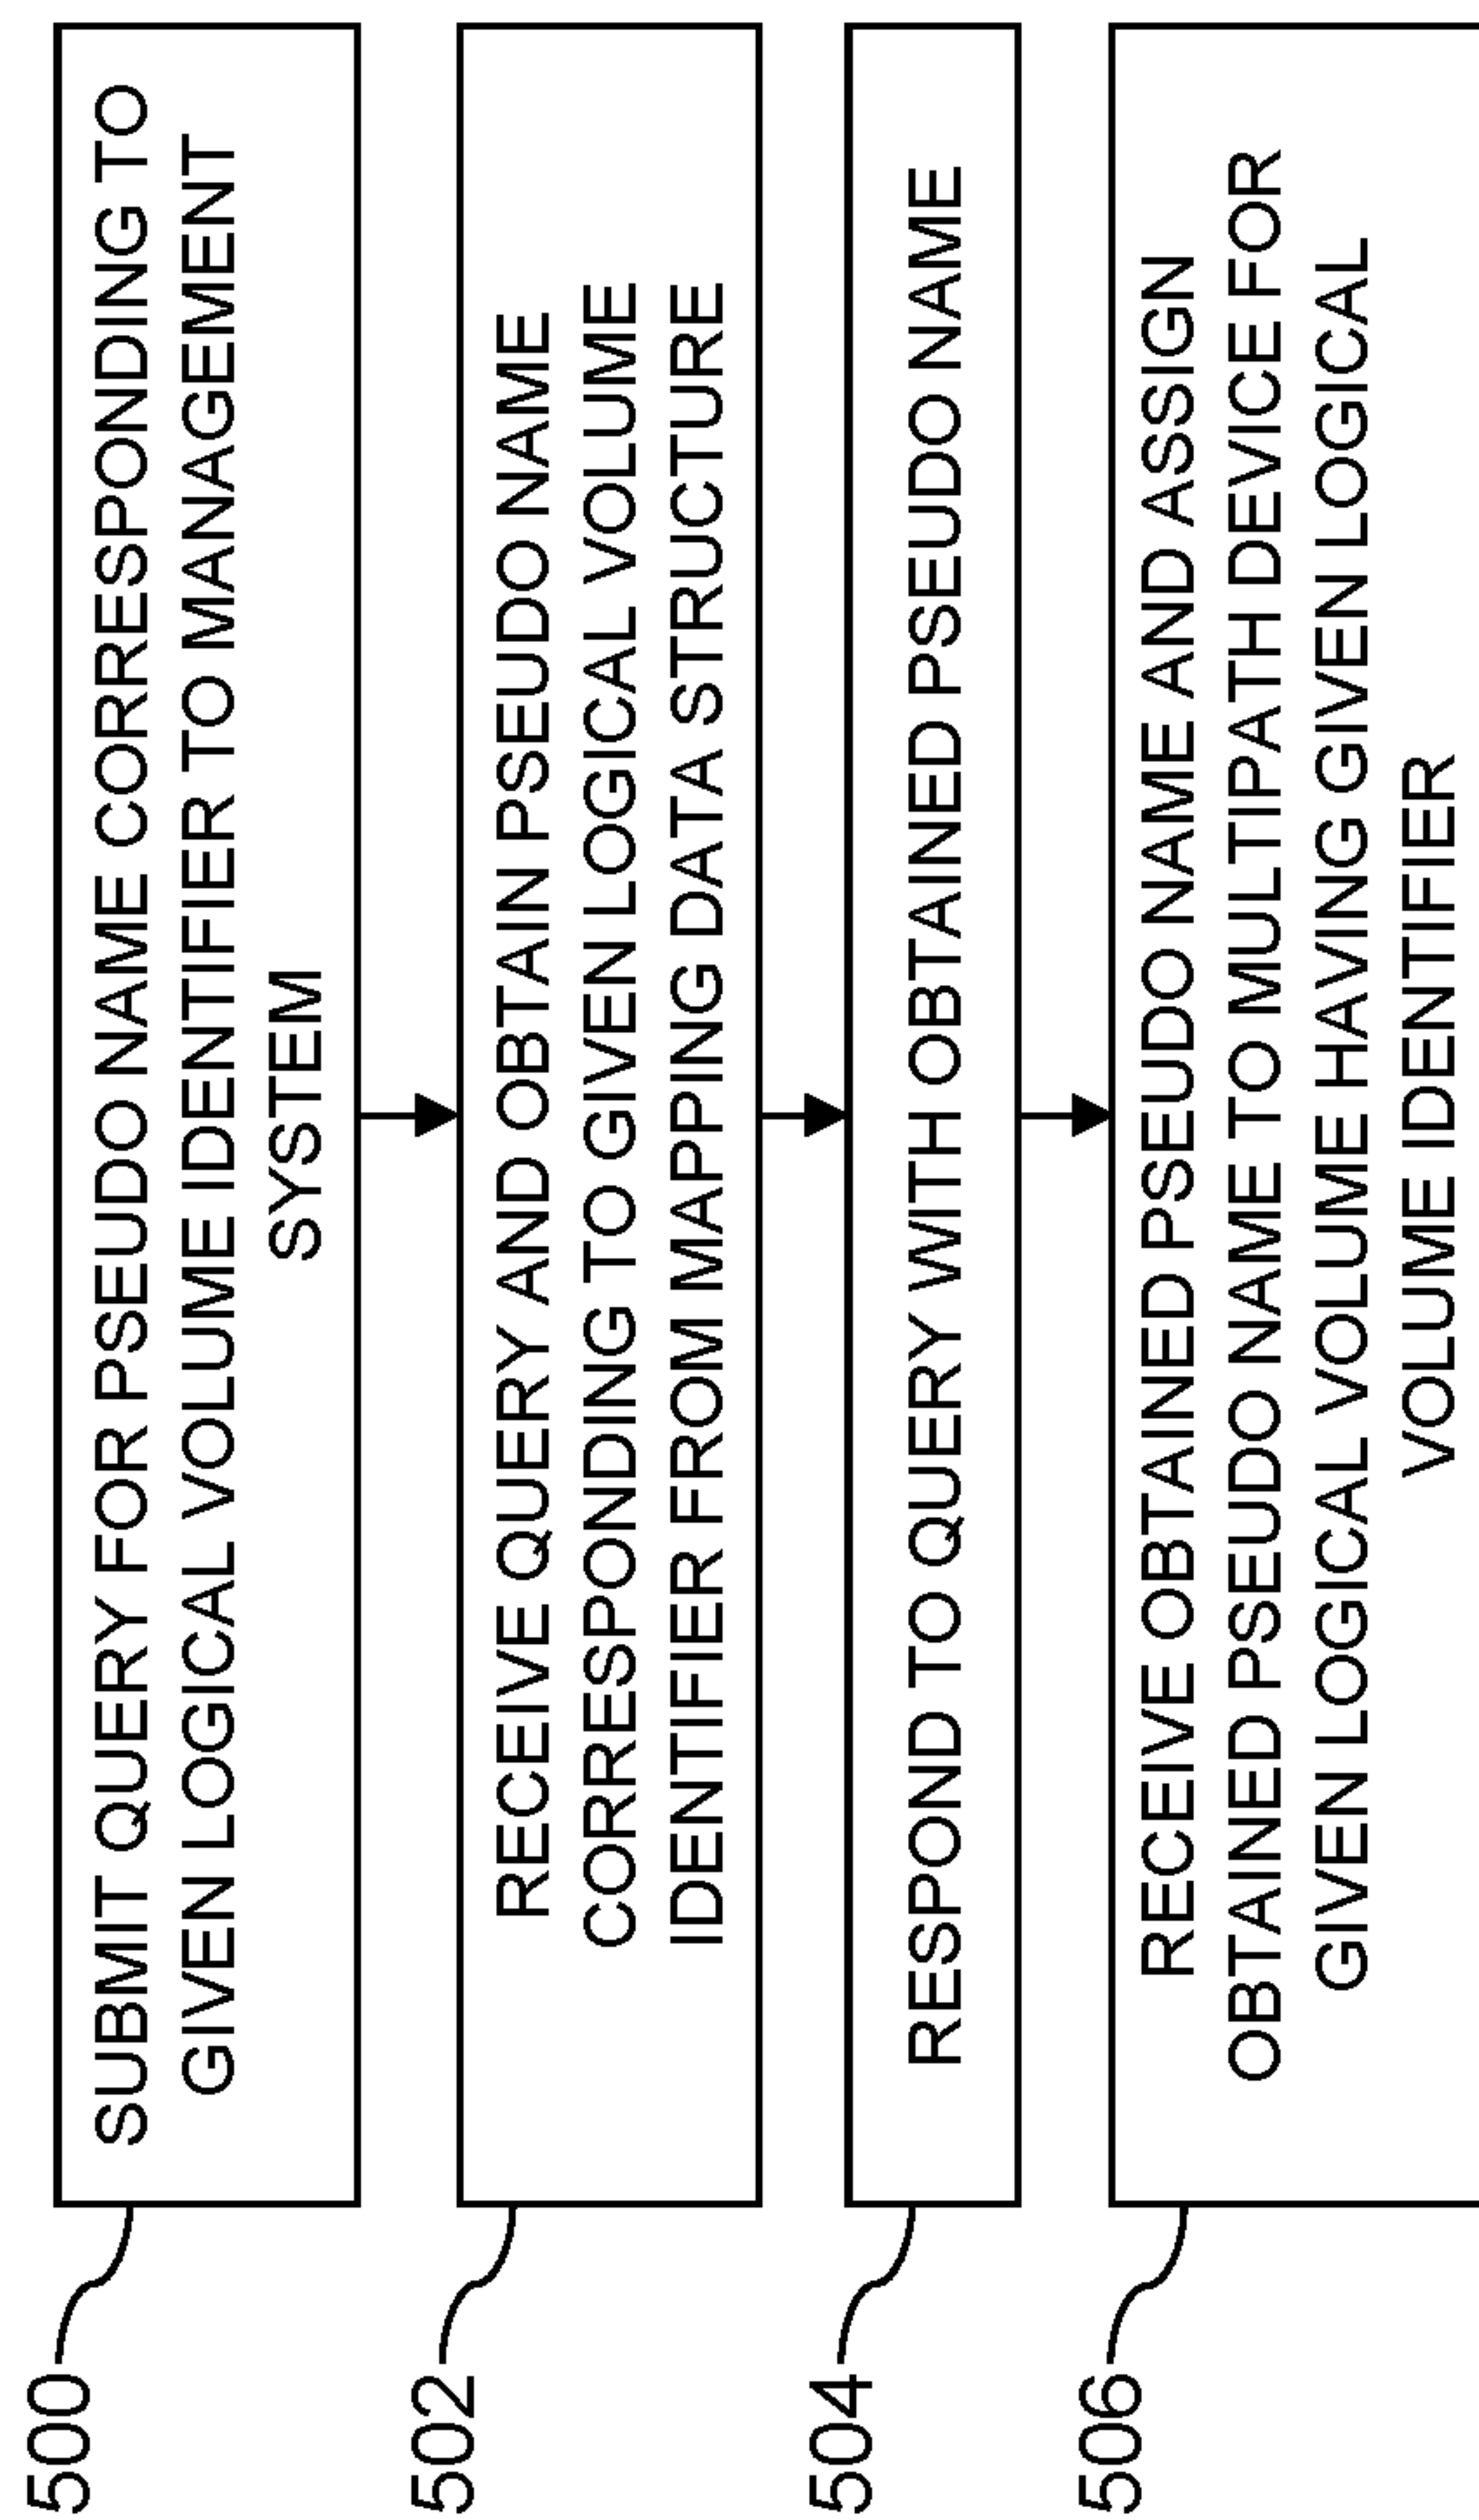 500
SUBMIT QUERY FOR PSEUDO NAME CORRESPONDING TO
GIVEN LOGICAL VOLUME IDENTIFIER TO MANAGEMENT
SYSTEM
502
RECEIVE QUERY AND OBTAIN PSEUDO NAME
CORRESPONDING TO GIVEN LOGICAL VOLUME
IDENTIFIER FROM MAPPING DATA STRUCTURE
504
RESPOND TO QUERY WITH OBTAINED PSEUDO NAME
506
RECEIVE OBTAINED PSEUDO NAME AND ASSIGN
OBTAINED PSEUDO NAME TO MULTIPATH DEVICE FOR
GIVEN LOGICAL VOLUME HAVING GIVEN LOGICAL
VOLUME IDENTIFIER